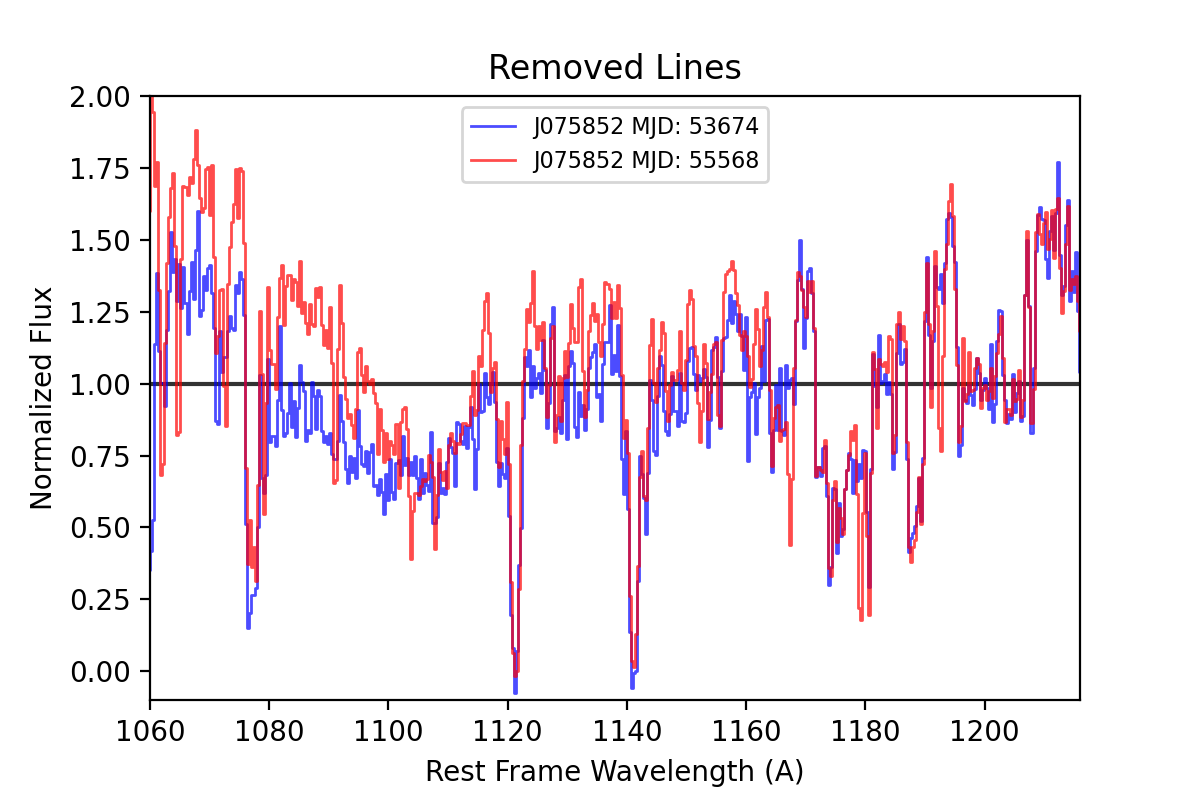 Removed Lines
J075852 MJD: 53674
J075852 MJD: 55568
Normalized Flux
2.00
1.75
1.50
1.25
1.00
0.75
0.50
0.25
0.00
1060 1080 1100 1120 1140 1160 1180 1200
Rest Frame Wavelength (A)